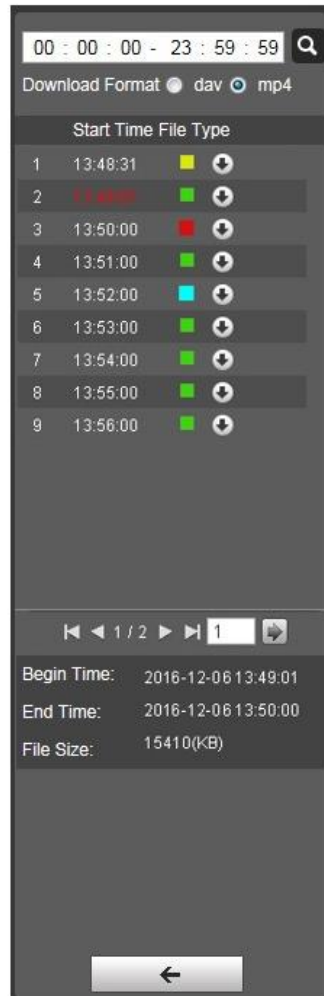 00 : 00 : 00 - 23 : 59 : 59
Download Format dav mp4
Start Time File Type
1 13:48:31
2
3 13:50:00
4 13:51:00
5 13:52:00
6 13:53:00
7 13:54:00
8 13:55:00
9 13:56:00
1 / 2 1
Begin Time: 2016-12-06 13:49:01
End Time: 2016-12-06 13:50:00
File Size: 15410(KB)